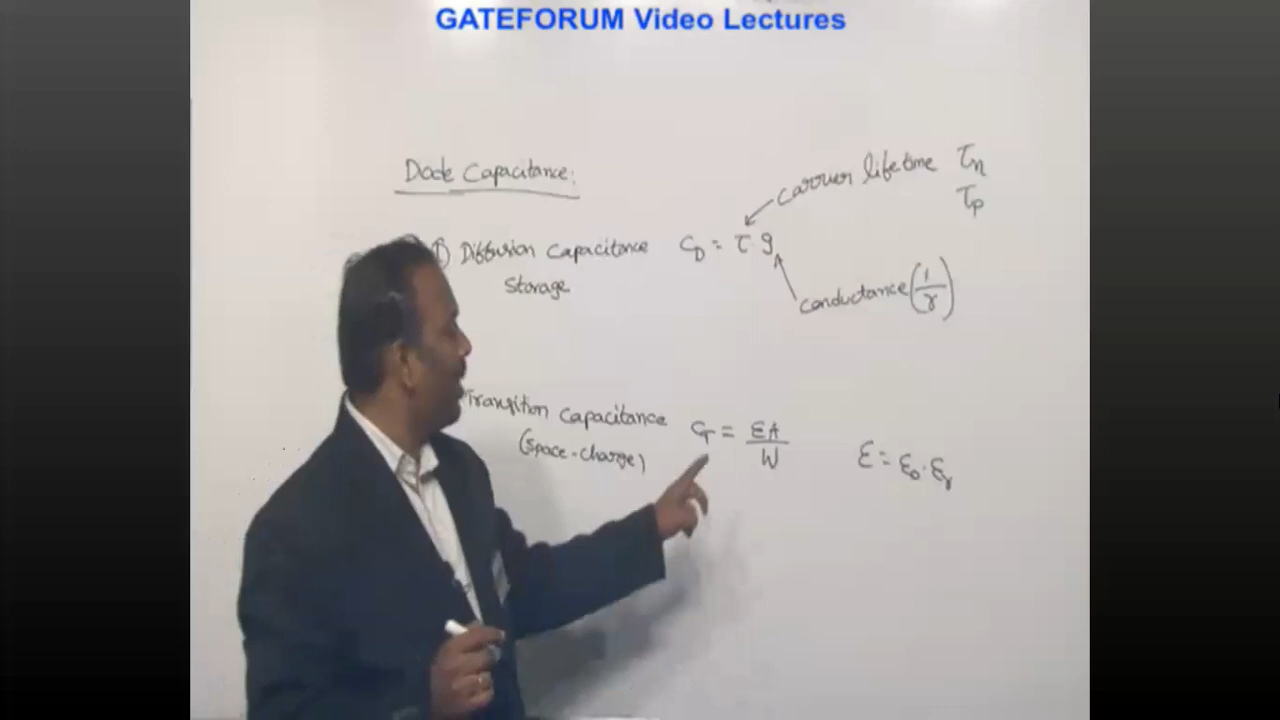 GATEFORUM Video Lectures
Diode Capacitance:
carrier lifetime τn
τp
1) Diffusion Capacitance CD = τ · g
Storage
conductance (1/r)
Transition Capacitance CT = εA/W ε = ε0 · εr
(Space-charge)